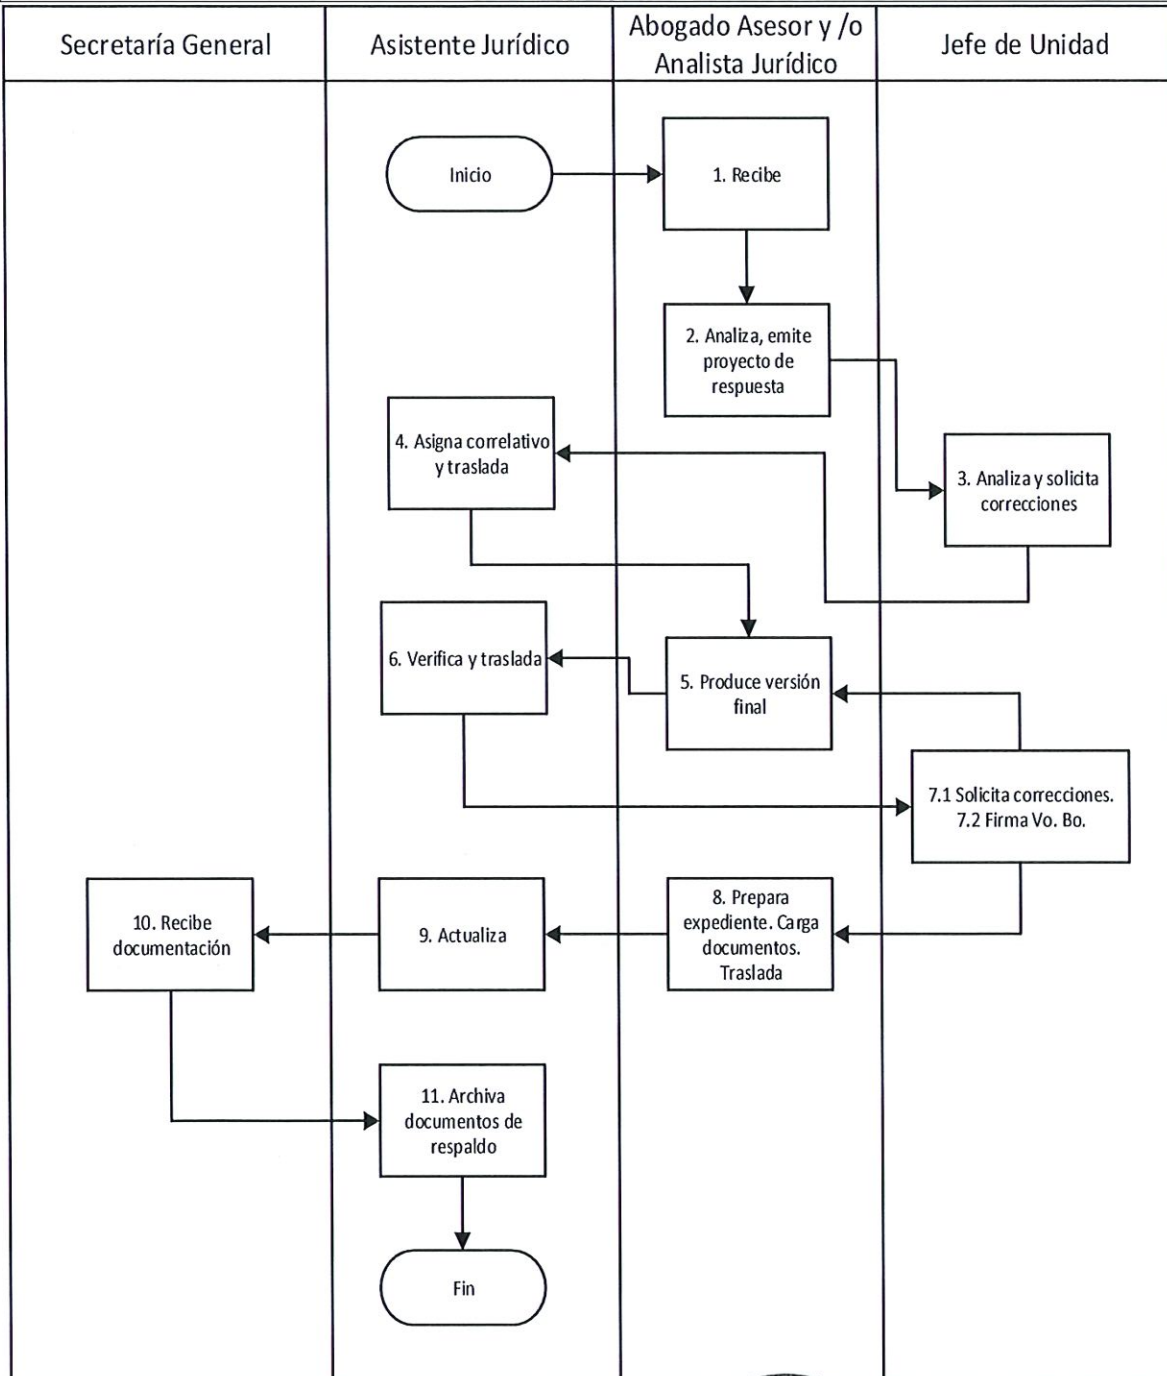 Secretaría General
Asistente Jurídico
Abogado Asesor y /o
Analista Jurídico
Jefe de Unidad
Inicio
1. Recibe
2. Analiza, emite
proyecto de
respuesta
3. Analiza y solicita
correcciones
4. Asigna correlativo
y traslada
5. Produce versión
final
6. Verifica y traslada
7.1 Solicita correcciones.
7.2 Firma Vo. Bo.
8. Prepara
expediente. Carga
documentos.
Traslada
9. Actualiza
10. Recibe
documentación
11. Archiva
documentos de
respaldo
Fin